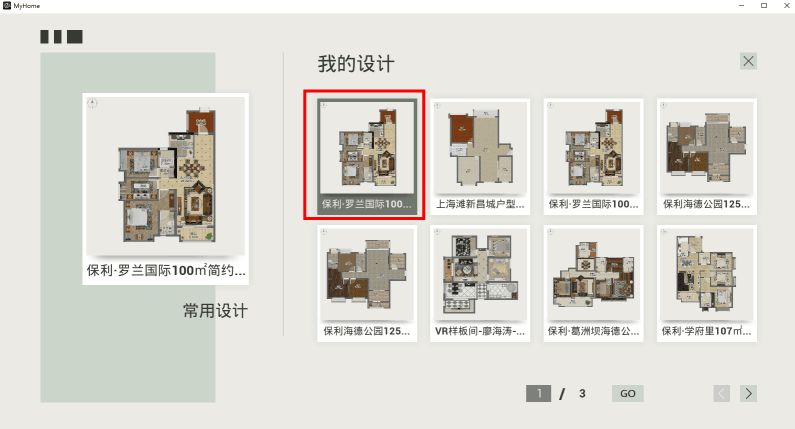 MyHome
我的设计
保利·罗兰国际100㎡简约...
常用设计
保利·罗兰国际100...
上海滩新昌城户型...
保利·罗兰国际100...
保利海德公园125...
保利海德公园125...
VR样板间-廖海涛-...
保利·葛洲坝海德公...
保利·学府里107㎡...
1 / 3 GO